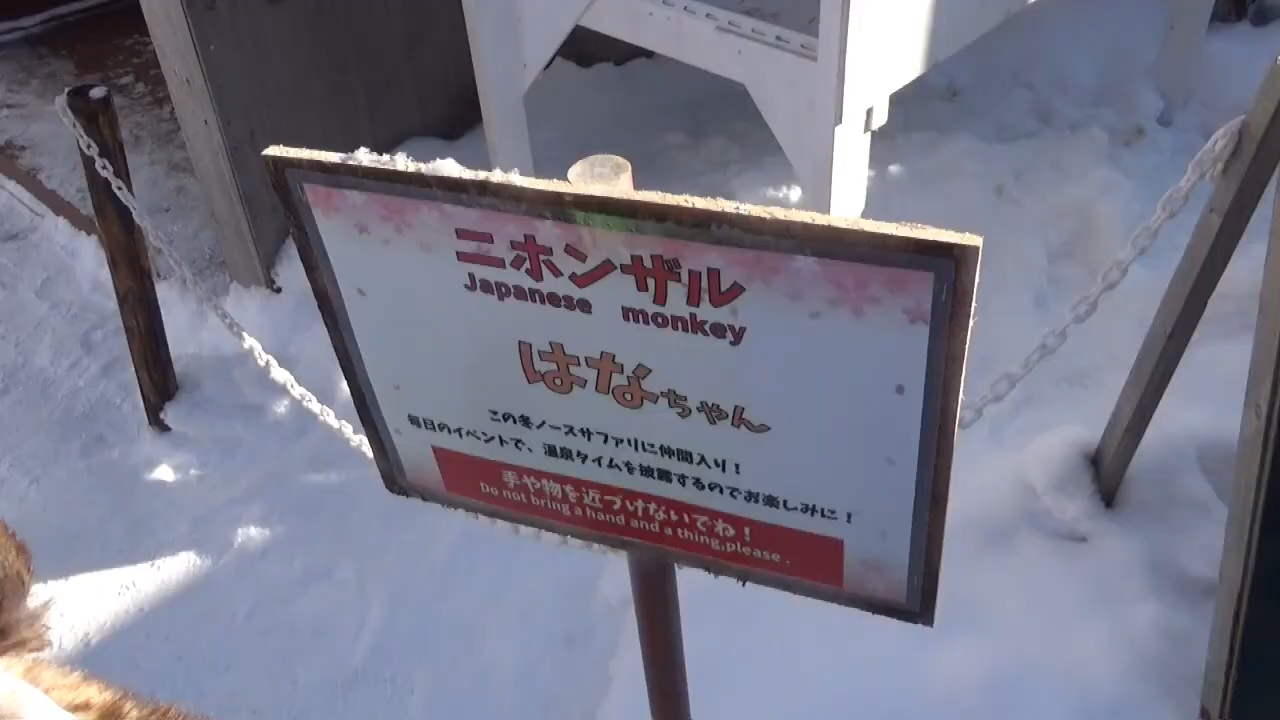 ニホンザル
Japanese monkey
はなちゃん
この冬ノースサファリに仲間入り！
毎日のイベントで、温泉タイムを披露するのでお楽しみに！
手や物を近づけないでね！
Do not bring a hand and a thing,please .